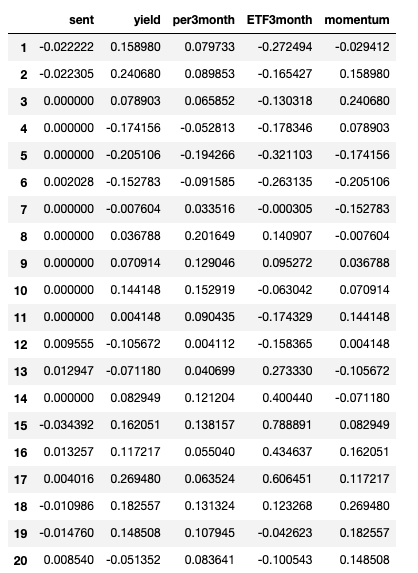 sent yield per3month ETF3month momentum
1 -0.022222 0.158980 0.079733 -0.272494 -0.029412
2 -0.022305 0.240680 0.089853 -0.165427 0.158980
3 0.000000 0.078903 0.065852 -0.130318 0.240680
4 0.000000 -0.174156 -0.052813 -0.178346 0.078903
5 0.000000 -0.205106 -0.194266 -0.321103 -0.174156
6 0.002028 -0.152783 -0.091585 -0.263135 -0.205106
7 0.000000 -0.007604 0.033516 -0.000305 -0.152783
8 0.000000 0.036788 0.201649 0.140907 -0.007604
9 0.000000 0.070914 0.129046 0.095272 0.036788
10 0.000000 0.144148 0.152919 -0.063042 0.070914
11 0.000000 0.004148 0.090435 -0.174329 0.144148
12 0.009555 -0.105672 0.004112 -0.158365 0.004148
13 0.012947 -0.071180 0.040699 0.273330 -0.105672
14 0.000000 0.082949 0.121204 0.400440 -0.071180
15 -0.034392 0.162051 0.138157 0.788891 0.082949
16 0.013257 0.117217 0.055040 0.434637 0.162051
17 0.004016 0.269480 0.063524 0.606451 0.117217
18 -0.010986 0.182557 0.131324 0.123268 0.269480
19 -0.014760 0.148508 0.107945 -0.042623 0.182557
20 0.008540 -0.051352 0.083641 -0.100543 0.148508